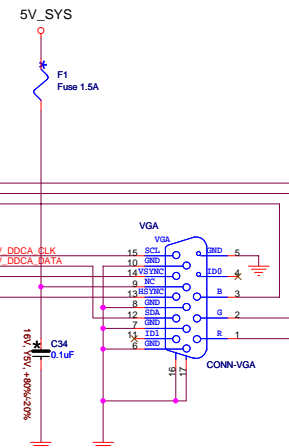 5V_SYS
*
F1
Fuse 1.5A
VGA
VGA
DDCA_CLK
15 SCL
GND 5
DDCA_DATA
10 GND
14 VSYNC
ID0 4
9 NC
13 HSYNC
B 3
8 GND
12 SDA
G 2
7 GND
11 ID1
R 1
6 GND
16 17
CONN-VGA
*
C34
0.1uF
16V, Y5V, +80%/-20%